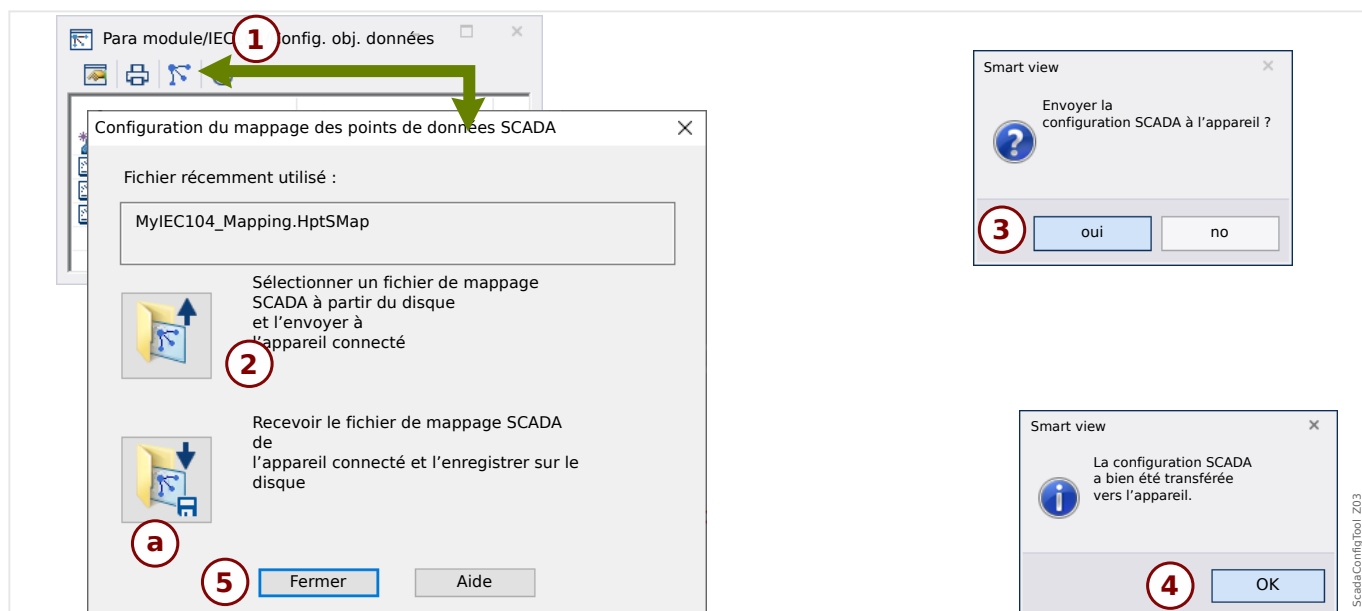 Para module/IEC
1
onfig. obj. données
Configuration du mappage des points de données SCADA
Fichier récemment utilisé :
MyIEC104_Mapping.HptSMap
Sélectionner un fichier de mappage
SCADA à partir du disque
et l'envoyer à
l'appareil connecté
2
Recevoir le fichier de mappage SCADA
de
l'appareil connecté et l'enregistrer sur le
disque
a
5
Fermer
Aide
Smart view
Envoyer la
configuration SCADA à l'appareil ?
3
oui
no
Smart view
La configuration SCADA
a bien été transférée
vers l'appareil.
4
OK
ScadaConfigTool_Z03